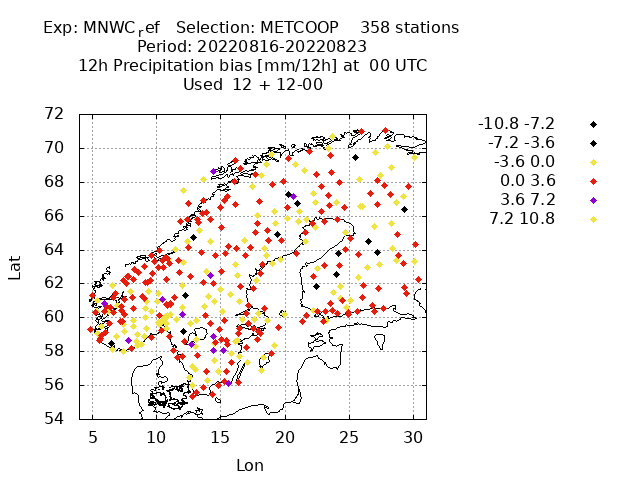 Exp: MNWC_ref   Selection: METCOOP    358 stations
Period: 20220816-20220823
12h Precipitation bias [mm/12h] at  00 UTC
Used  12 + 12-00
72
70
68
66
64
62
60
58
56
54
Lat
5 10 15 20 25 30
Lon
-10.8 -7.2
-7.2 -3.6
-3.6 0.0
0.0 3.6
3.6 7.2
7.2 10.8